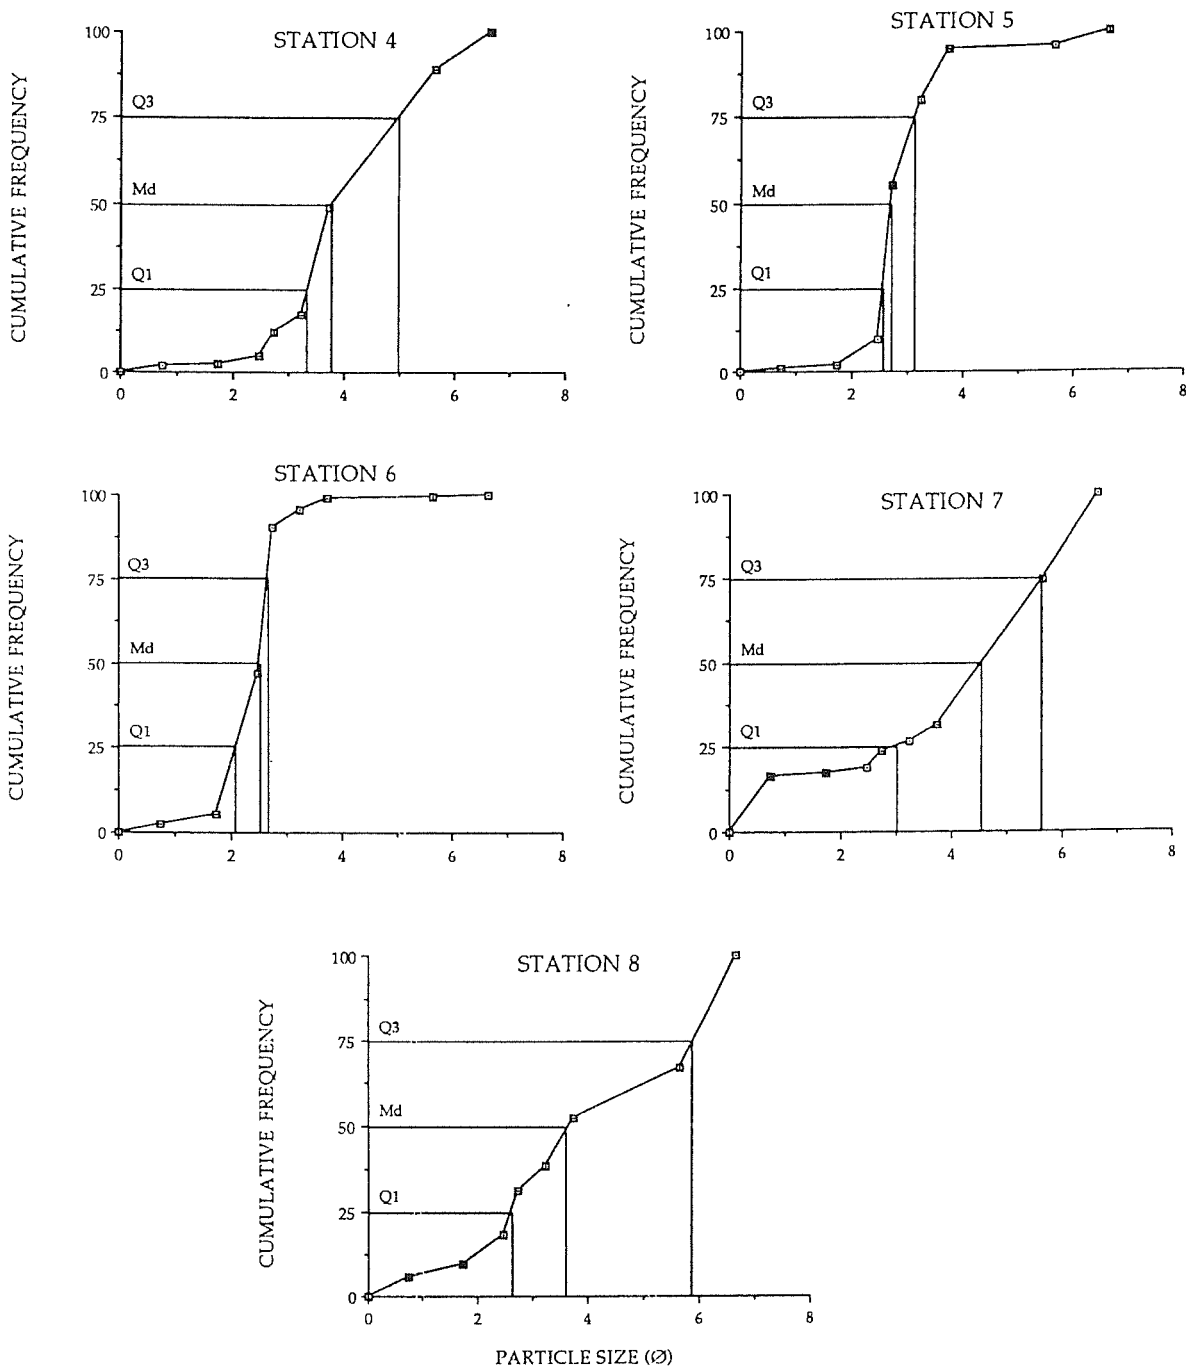 STATION 4
CUMULATIVE FREQUENCY
100
75
50
25
0
Q3
Md
Q1
0 2 4 6 8
STATION 5
CUMULATIVE FREQUENCY
100
75
50
25
0
Q3
Md
Q1
0 2 4 6 8
STATION 6
CUMULATIVE FREQUENCY
100
75
50
25
0
Q3
Md
Q1
0 2 4 6 8
STATION 7
CUMULATIVE FREQUENCY
100
75
50
25
0
Q3
Md
Q1
0 2 4 6 8
STATION 8
CUMULATIVE FREQUENCY
100
75
50
25
0
Q3
Md
Q1
0 2 4 6 8
PARTICLE SIZE (Ø)